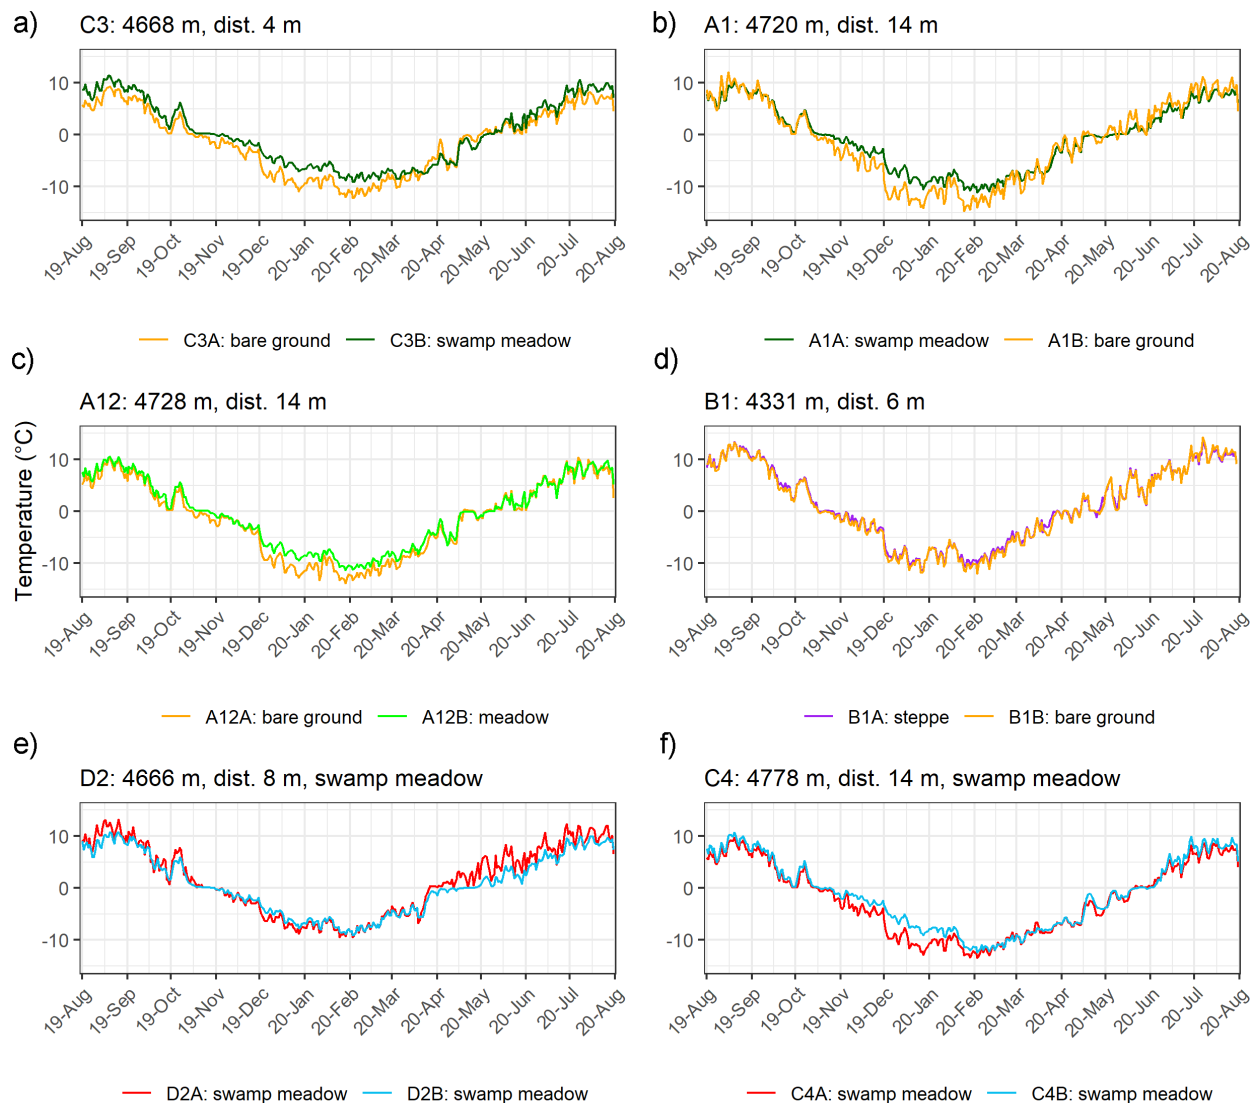 a) C3: 4668 m, dist. 4 m
10
0
-10
19-Aug 19-Sep 19-Oct 19-Nov 19-Dec 20-Jan 20-Feb 20-Mar 20-Apr 20-May 20-Jun 20-Jul 20-Aug
C3A: bare ground C3B: swamp meadow
b) A1: 4720 m, dist. 14 m
10
0
-10
19-Aug 19-Sep 19-Oct 19-Nov 19-Dec 20-Jan 20-Feb 20-Mar 20-Apr 20-May 20-Jun 20-Jul 20-Aug
A1A: swamp meadow A1B: bare ground
c)
A12: 4728 m, dist. 14 m
Temperature (°C)
10
0
-10
19-Aug 19-Sep 19-Oct 19-Nov 19-Dec 20-Jan 20-Feb 20-Mar 20-Apr 20-May 20-Jun 20-Jul 20-Aug
A12A: bare ground A12B: meadow
d)
B1: 4331 m, dist. 6 m
10
0
-10
19-Aug 19-Sep 19-Oct 19-Nov 19-Dec 20-Jan 20-Feb 20-Mar 20-Apr 20-May 20-Jun 20-Jul 20-Aug
B1A: steppe B1B: bare ground
e)
D2: 4666 m, dist. 8 m, swamp meadow
10
0
-10
19-Aug 19-Sep 19-Oct 19-Nov 19-Dec 20-Jan 20-Feb 20-Mar 20-Apr 20-May 20-Jun 20-Jul 20-Aug
D2A: swamp meadow D2B: swamp meadow
f)
C4: 4778 m, dist. 14 m, swamp meadow
10
0
-10
19-Aug 19-Sep 19-Oct 19-Nov 19-Dec 20-Jan 20-Feb 20-Mar 20-Apr 20-May 20-Jun 20-Jul 20-Aug
C4A: swamp meadow C4B: swamp meadow